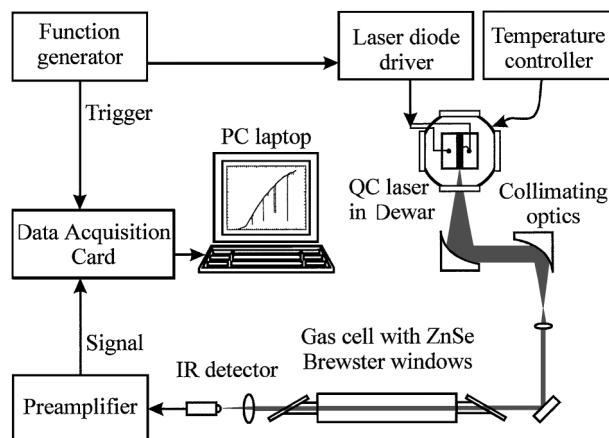 Function
generator
Laser diode
driver
Temperature
controller
Trigger
PC laptop
QC laser
in Dewar
Collimating
optics
Data Acquisition
Card
Signal
Gas cell with ZnSe
Brewster windows
IR detector
Preamplifier